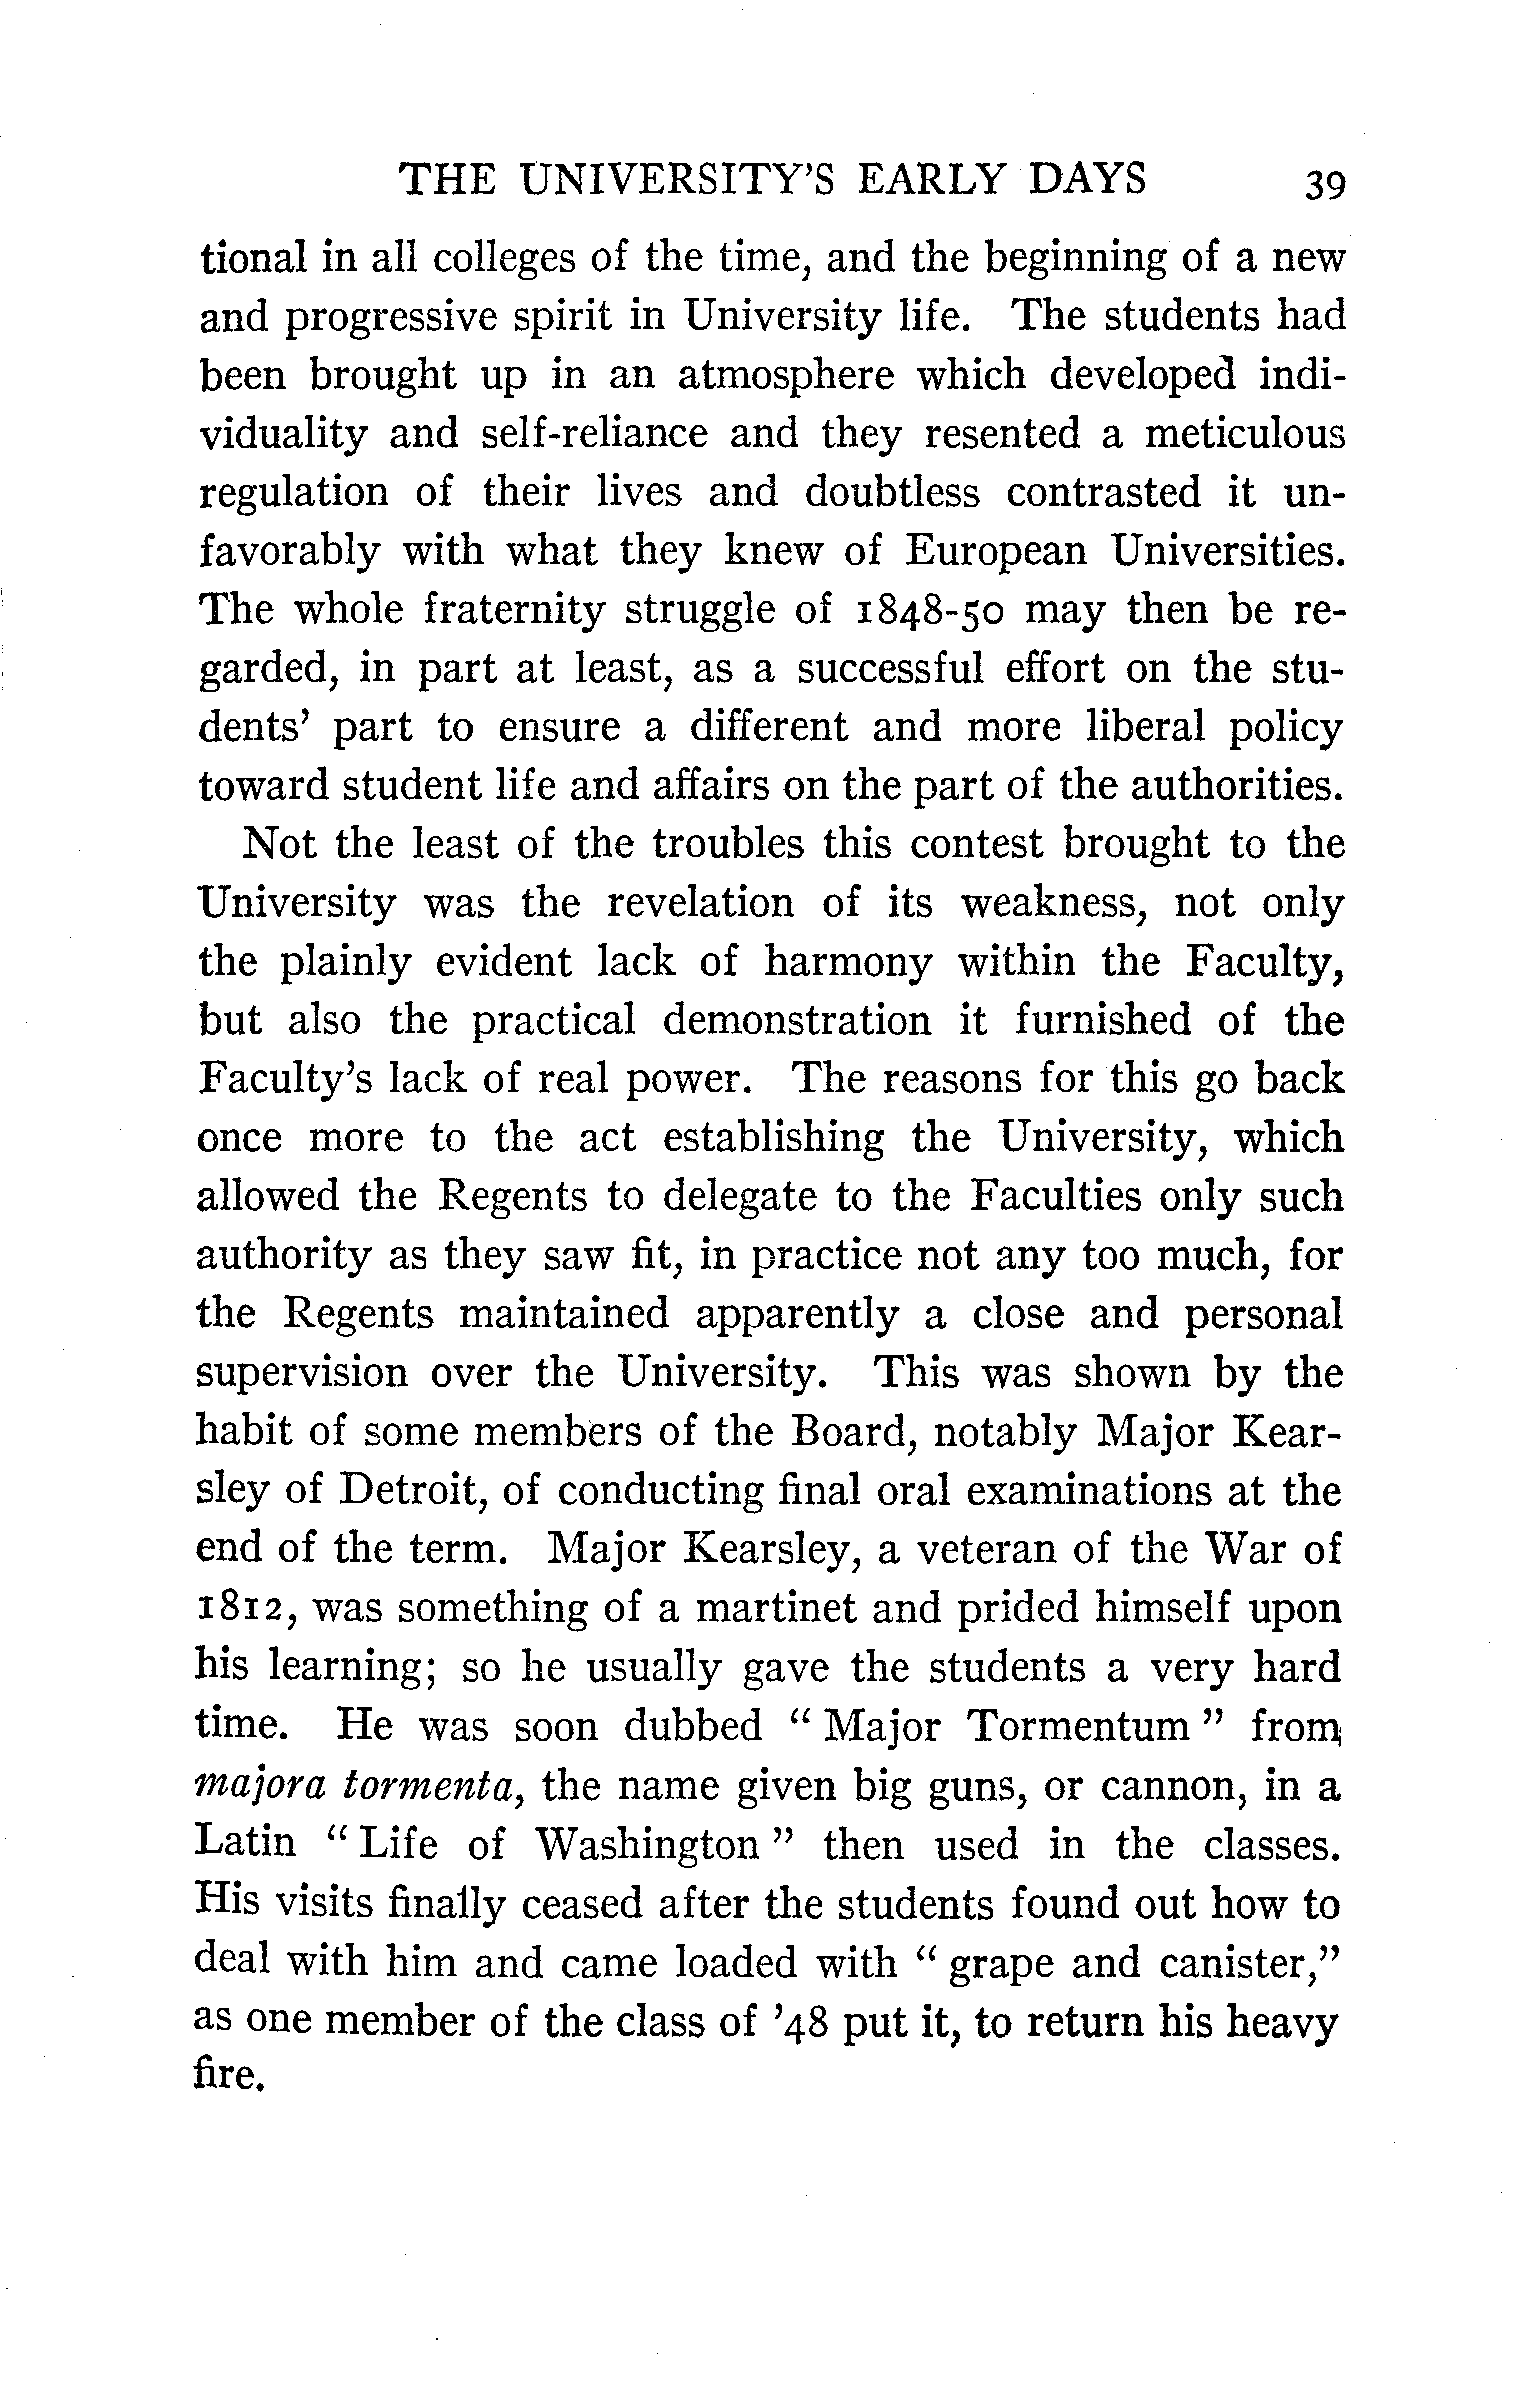 THE UNIVERSITY'S EARLY DAYS 39
tional in all colleges of the time, and the beginning of a new
and progressive spirit in University life. The students had
been brought up in an atmosphere which developed indi-
viduality and self-reliance and they resented a meticulous
regulation of their lives and doubtless contrasted it un-
favorably with what they knew of European Universities.
The whole fraternity struggle of 1848-50 may then be re-
garded, in part at least, as a successful effort on the stu-
dents' part to ensure a different and more liberal policy
toward student life and affairs on the part of the authorities.
Not the least of the troubles this contest brought to the
University was the revelation of its weakness, not only
the plainly evident lack of harmony within the Faculty,
but also the practical demonstration it furnished of the
Faculty's lack of real power. The reasons for this go back
once more to the act establishing the University, which
allowed the Regents to delegate to the Faculties only such
authority as they saw fit, in practice not any too much, for
the Regents maintained apparently a close and personal
supervision over the University. This was shown by the
habit of some members of the Board, notably Major Kear-
sley of Detroit, of conducting final oral examinations at the
end of the term. Major Kearsley, a veteran of the War of
1812, was something of a martinet and prided himself upon
his learning; so he usually gave the students a very hard
time. He was soon dubbed " Major Tormentum " from
majora tormenta, the name given big guns, or cannon, in a
Latin " Life of Washington " then used in the classes.
His visits finally ceased after the students found out how to
deal with him and came loaded with " grape and canister,"
as one member of the class of '48 put it, to return his heavy
fire.